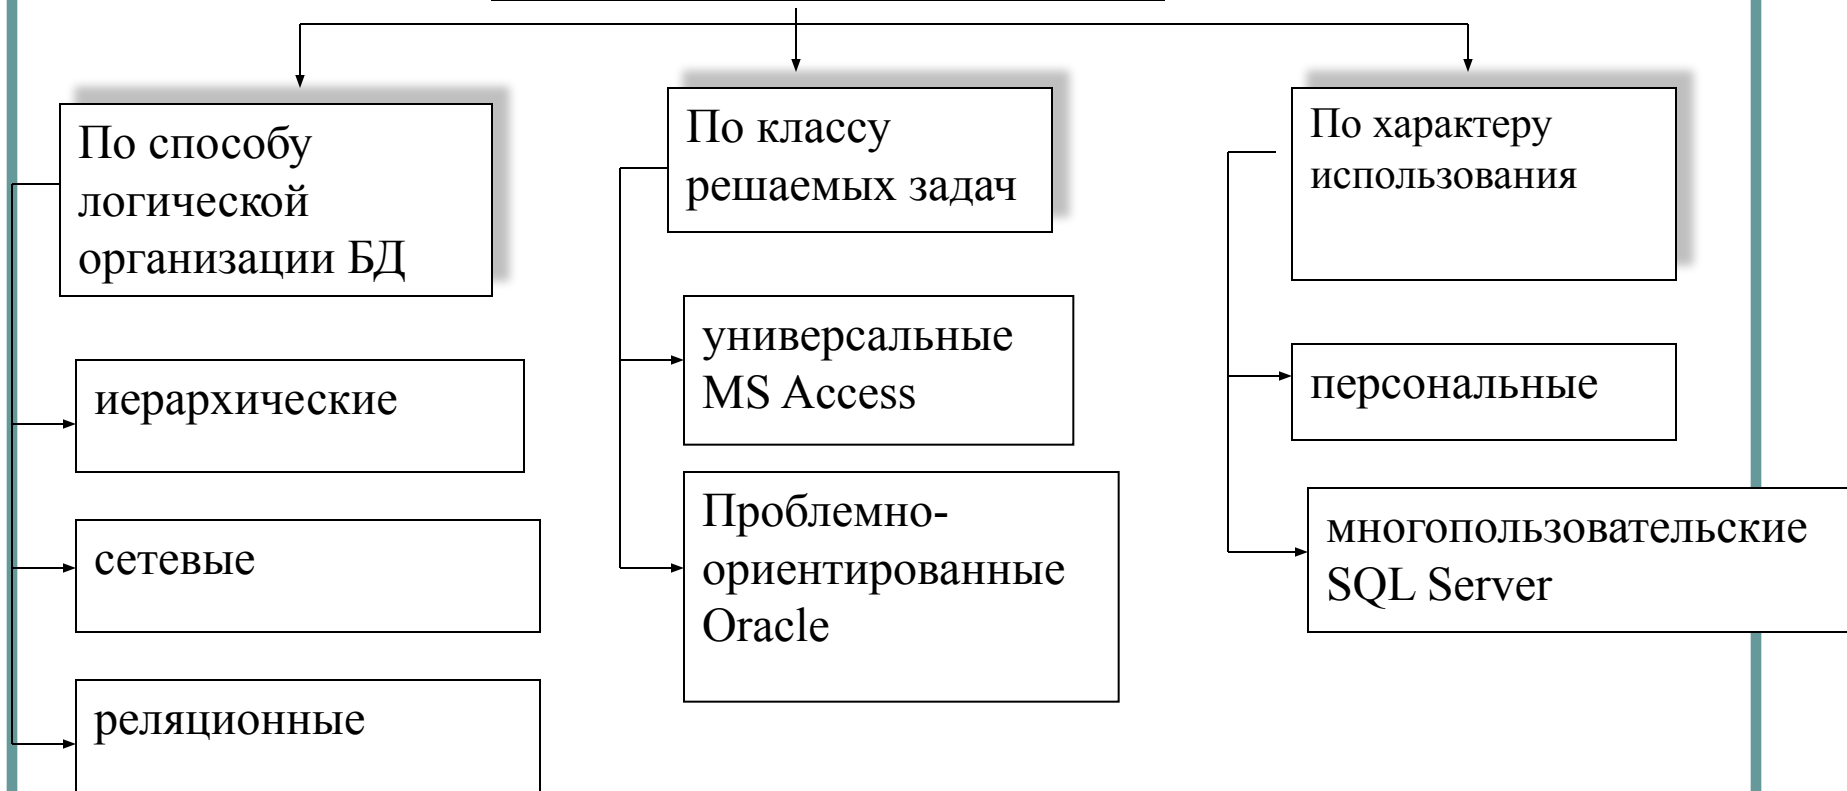 По способу
логической
организации БД
иерархические
сетевые
реляционные
По классу
решаемых задач
универсальные
MS Access
Проблемно-
ориентированные
Oracle
По характеру
использования
персональные
многопользовательские
SQL Server